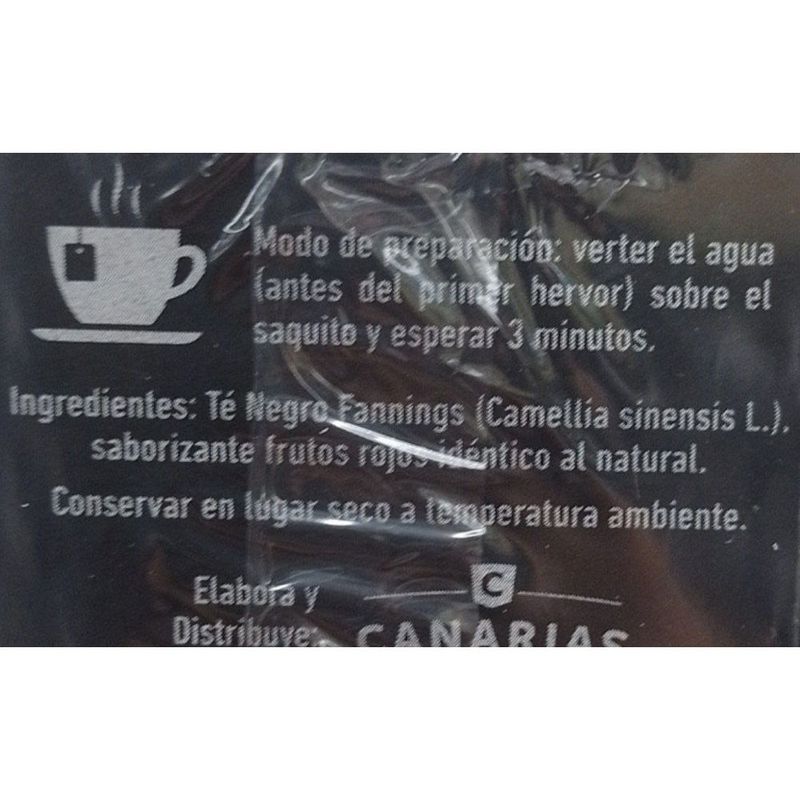 Modo de preparación: verter el agua
(antes del primer hervor) sobre el
saquito y esperar 3 minutos.
Ingredientes: Té Negro Fannings (Camellia sinensis L.),
saborizante frutos rojos idéntico al natural.
Conservar en lugar seco a temperatura ambiente.
Elabora y
Distribuye:
C
CANARIAS